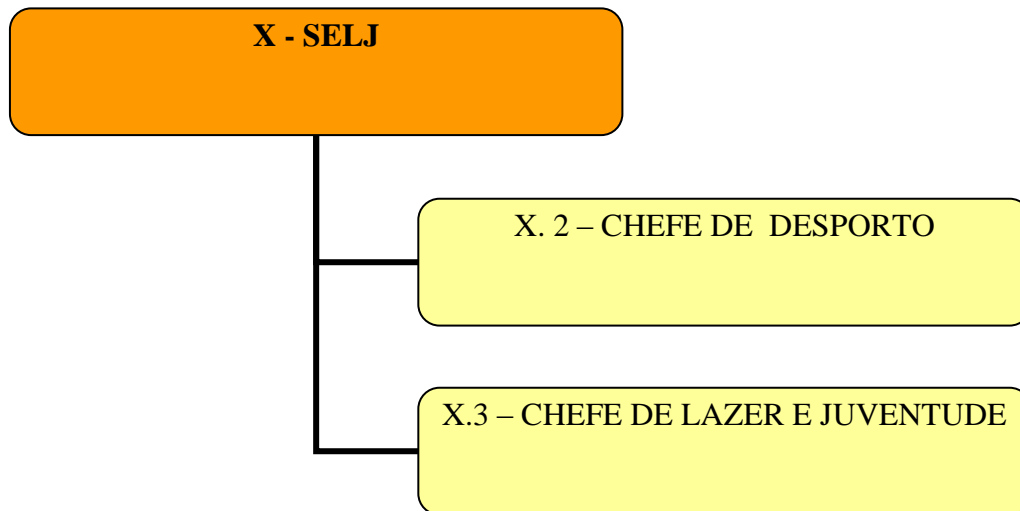 X - SELJ
X. 2 – CHEFE DE  DESPORTO
X.3 – CHEFE DE LAZER E JUVENTUDE